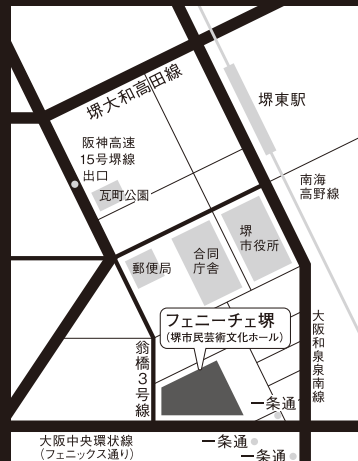 堺大和高田線
堺東駅
阪神高速
15号堺線
出口
瓦町公園
南海
高野線
堺
市役所
合同
庁舎
郵便局
フェニーチェ堺
(堺市民芸術文化ホール)
翁橋3号線
大阪和泉泉南線
一条通
大阪中央環状線
(フェニックス通り)
一条通
一条通